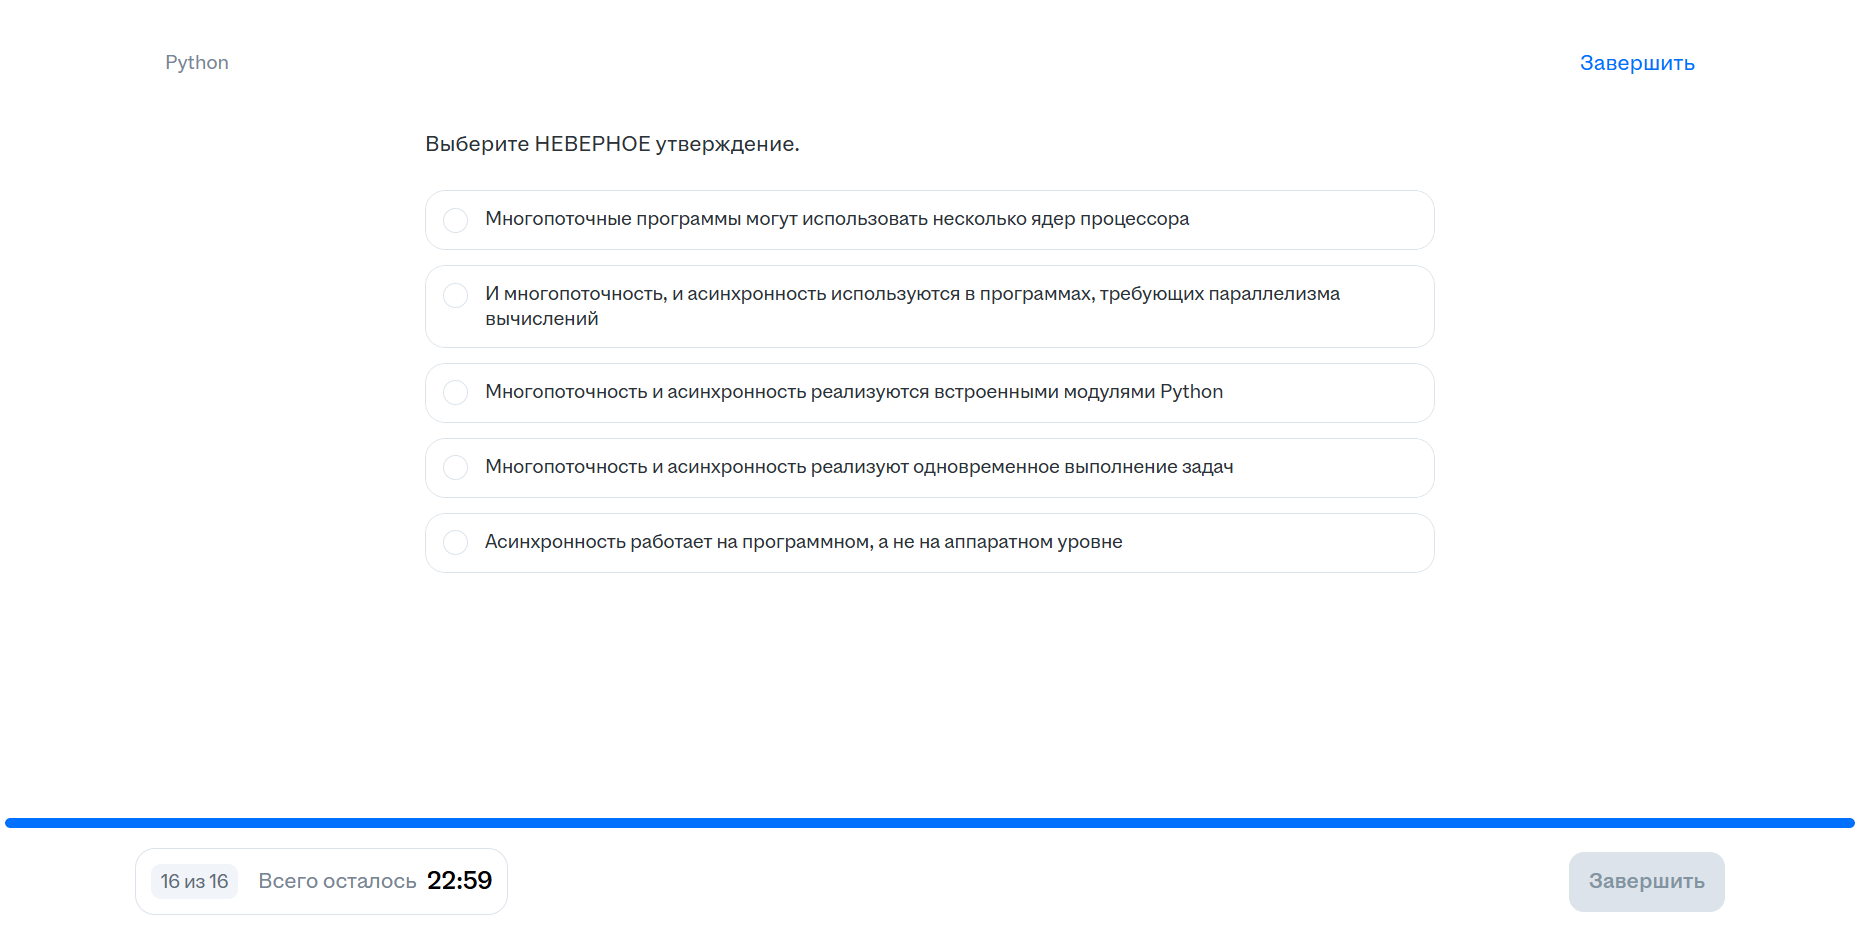 Python
Завершить
Выберите НЕВЕРНОЕ утверждение.
Многопоточные программы могут использовать несколько ядер процессора
И многопоточность, и асинхронность используются в программах, требующих параллелизма
вычислений
Многопоточность и асинхронность реализуются встроенными модулями Python
Многопоточность и асинхронность реализуют одновременное выполнение задач
Асинхронность работает на программном, а не на аппаратном уровне
16 из 16 Всего осталось 22:59
Завершить